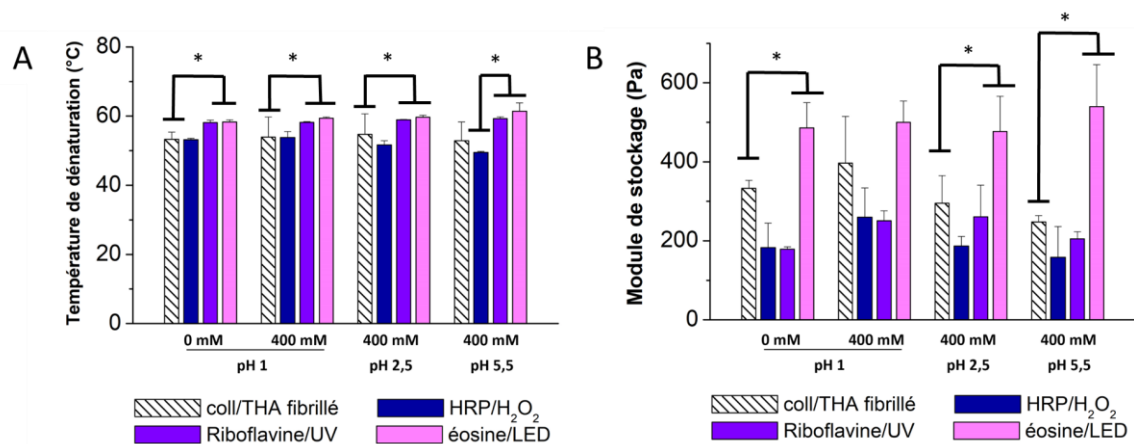 A
Température de dénaturation (°C)
80
60
40
20
0
*
*
*
*
0 mM
400 mM
400 mM
400 mM
pH 1
pH 2,5
pH 5,5
coll/THA fibrillé
HRP/H₂O₂
Riboflavine/UV
éosine/LED
B
Module de stockage (Pa)
600
400
200
0
*
*
*
0 mM
400 mM
400 mM
400 mM
pH 1
pH 2,5
pH 5,5
coll/THA fibrillé
HRP/H₂O₂
Riboflavine/UV
éosine/LED